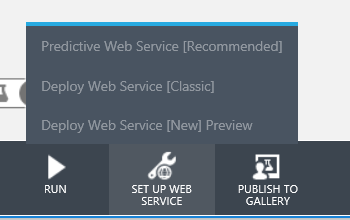 Predictive Web Service [Recommended]
Deploy Web Service [Classic]
Deploy Web Service [New] Preview
RUN
SET UP WEB
SERVICE
PUBLISH TO
GALLERY